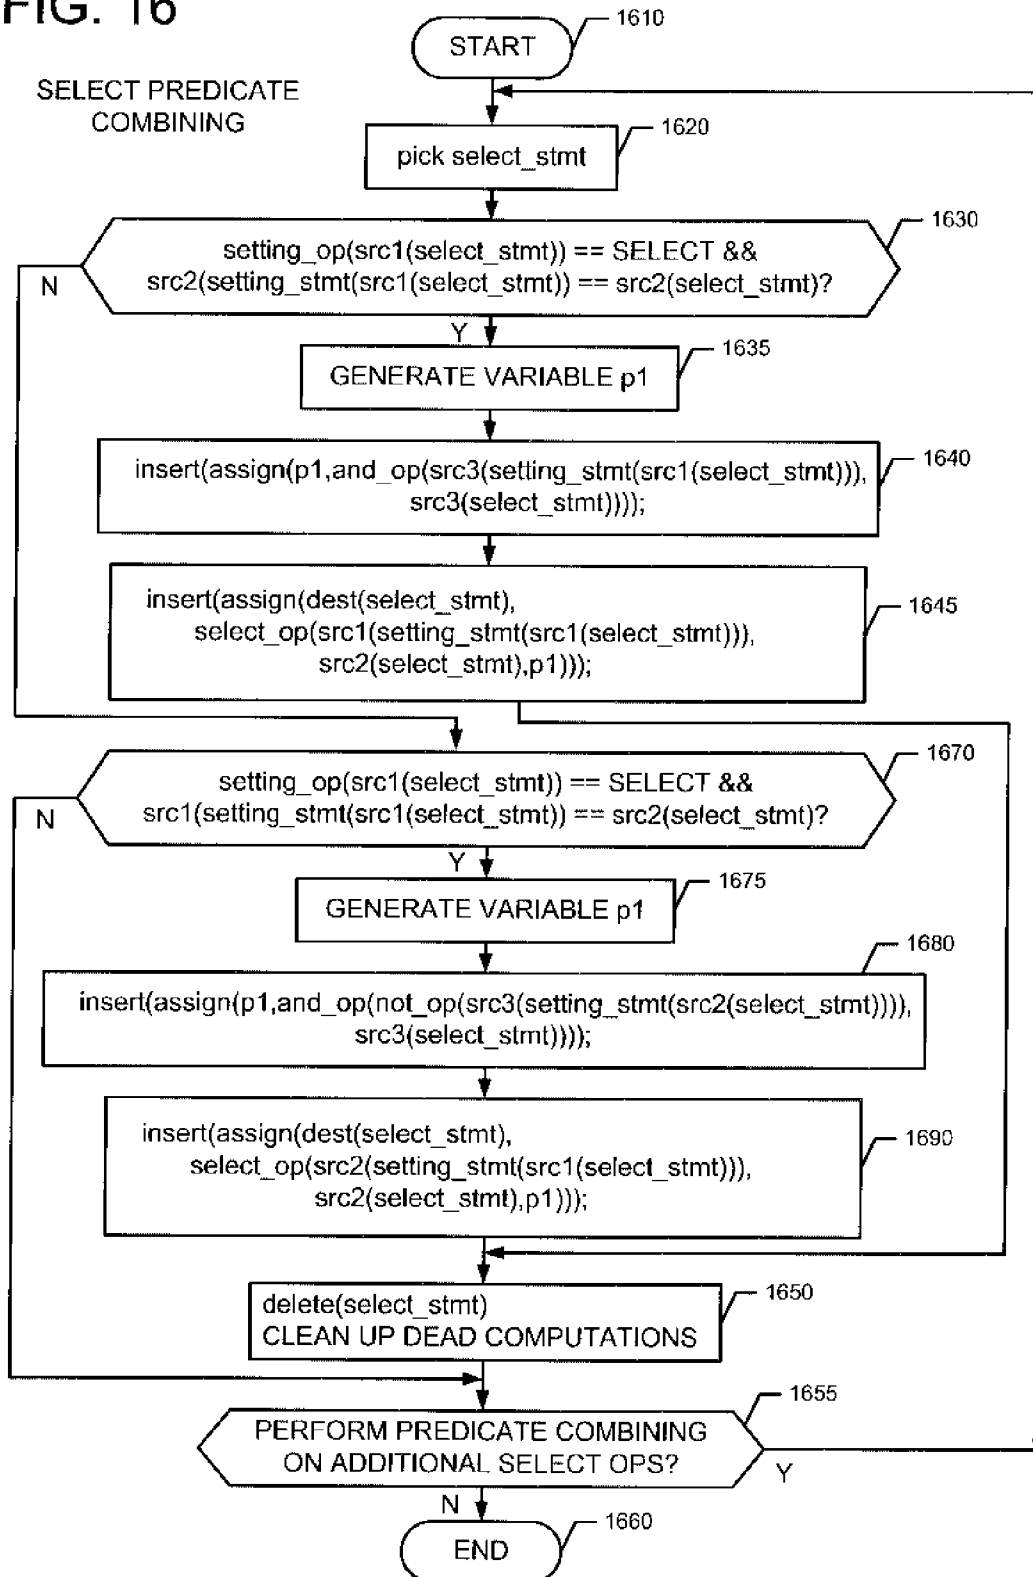 FIG. 16
SELECT PREDICATE
COMBINING
START
1610
pick select_stmt
1620
setting_op(src1(select_stmt)) == SELECT &&
src2(setting_stmt(src1(select_stmt)) == src2(select_stmt)?
1630
N
Y
GENERATE VARIABLE p1
1635
insert(assign(p1,and_op(src3(setting_stmt(src1(select_stmt))),
src3(select_stmt))));
1640
insert(assign(dest(select_stmt),
select_op(src1(setting_stmt(src1(select_stmt))),
src2(select_stmt),p1)));
1645
setting_op(src1(select_stmt)) == SELECT &&
src1(setting_stmt(src1(select_stmt)) == src2(select_stmt)?
1670
N
Y
GENERATE VARIABLE p1
1675
insert(assign(p1,and_op(not_op(src3(setting_stmt(src2(select_stmt)))),
src3(select_stmt))));
1680
insert(assign(dest(select_stmt),
select_op(src2(setting_stmt(src1(select_stmt))),
src2(select_stmt),p1)));
1690
delete(select_stmt)
CLEAN UP DEAD COMPUTATIONS
1650
PERFORM PREDICATE COMBINING
ON ADDITIONAL SELECT OPS?
1655
Y
N
END
1660